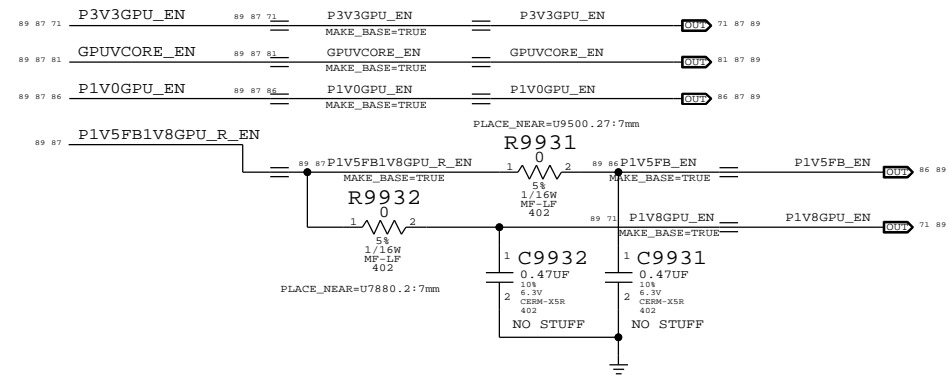 89 87 71 P3V3GPU_EN 89 87 71 P3V3GPU_EN P3V3GPU_EN OUT 71 87 89
MAKE_BASE=TRUE
89 87 81 GPUVCORE_EN 89 87 81 GPUVCORE_EN GPUVCORE_EN OUT 81 87 89
MAKE_BASE=TRUE
89 87 86 P1V0GPU_EN 89 87 86 P1V0GPU_EN P1V0GPU_EN OUT 86 87 89
MAKE_BASE=TRUE
PLACE_NEAR=U9500.27:7mm
89 87 P1V5FB1V8GPU_R_EN
R9931
0
89 87 P1V5FB1V8GPU_R_EN 1 2 89 86 P1V5FB_EN P1V5FB_EN OUT 86 89
MAKE_BASE=TRUE MAKE_BASE=TRUE
5%
1/16W
MF-LF
402
R9932
0
1 2 89 71 P1V8GPU_EN P1V8GPU_EN OUT 71 89
MAKE_BASE=TRUE
5%
1/16W
MF-LF
402
PLACE_NEAR=U7880.2:7mm
1 C9932
0.47UF
10%
2 6.3V
CERM-X5R
402
NO STUFF
1 C9931
0.47UF
10%
2 6.3V
CERM-X5R
402
NO STUFF